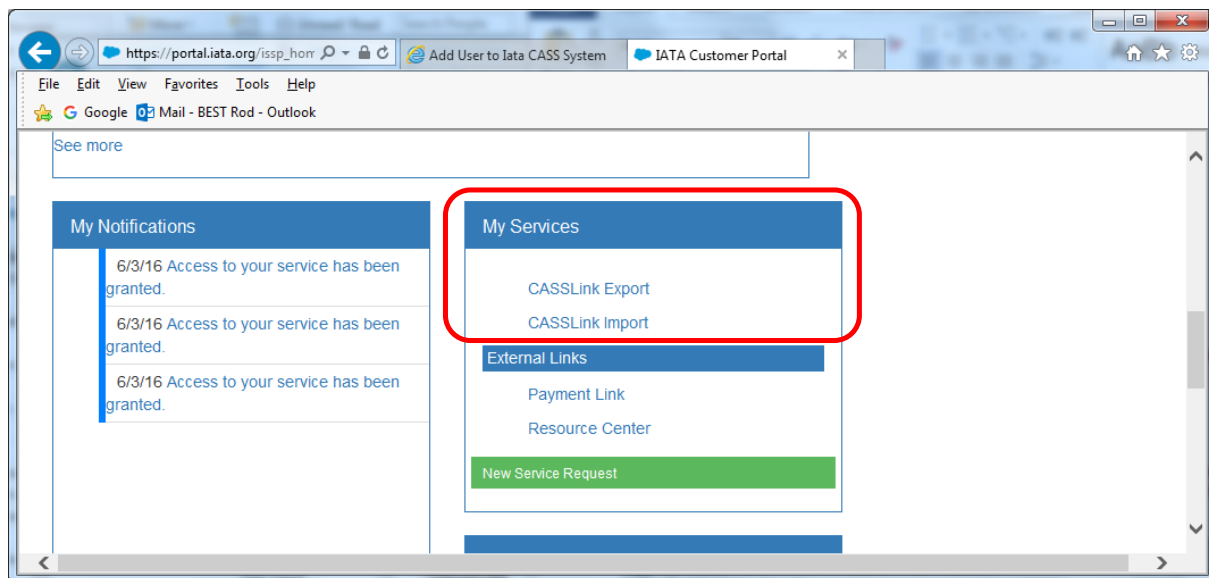 https://portal.iata.org/issp_hom
Add User to Iata CASS System
IATA Customer Portal
File Edit View Favorites Tools Help
Google Mail - BEST Rod - Outlook
See more
My Notifications
6/3/16 Access to your service has been
granted.
6/3/16 Access to your service has been
granted.
6/3/16 Access to your service has been
granted.
My Services
CASSLink Export
CASSLink Import
External Links
Payment Link
Resource Center
New Service Request